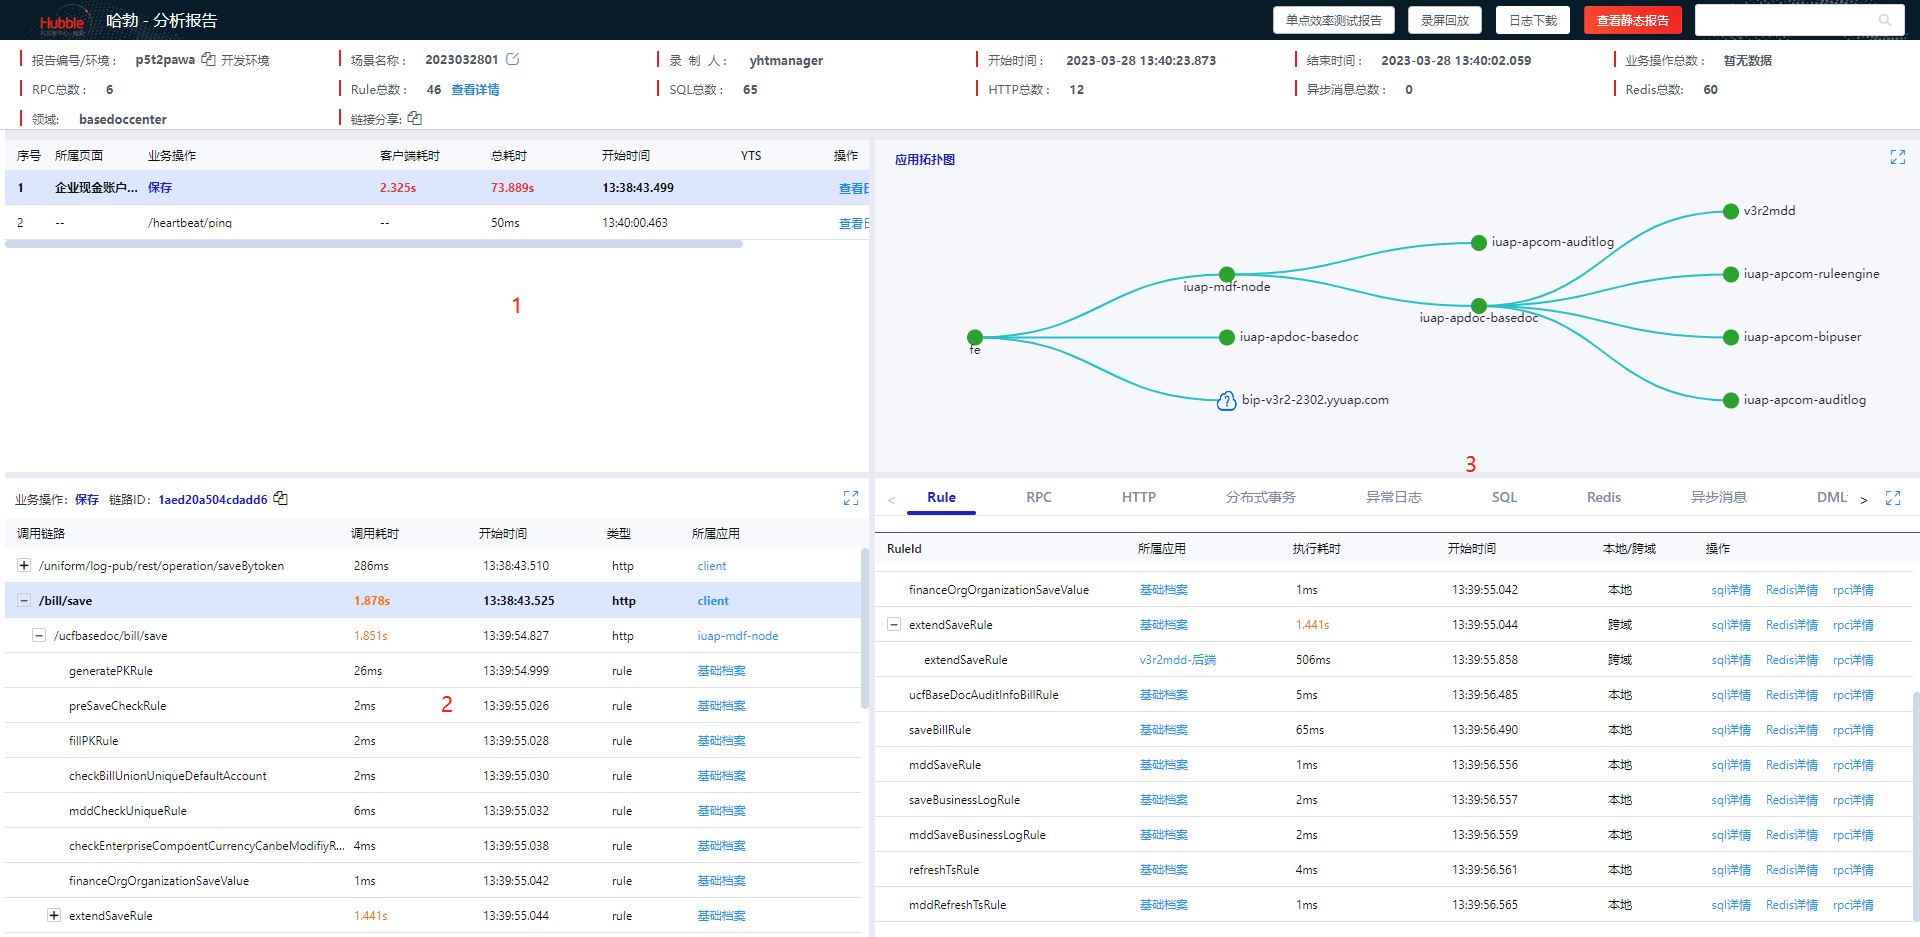 Hubble 哈勃 - 分析报告 单点效率测试报告 录屏回放 日志下载 查看静态报告
报告编号/环境： p5t2pawa 开发环境 场景名称： 2023032801 录 制 人： yhtmanager 开始时间： 2023-03-28 13:40:23.873 结束时间： 2023-03-28 13:40:02.059 业务操作总数： 暂无数据
RPC总数： 6 Rule总数： 46 查看详情 SQL总数： 65 HTTP总数： 12 异步消息总数： 0 Redis总数: 60
领域: basedoccenter 链接分享:
序号 所属页面 业务操作 客户端耗时 总耗时 开始时间 YTS 操作
1 企业现金账户... 保存 2.325s 73.889s 13:38:43.499 查看日
2 -- /heartbeat/ping -- 50ms 13:40:00.463 查看日
1
应用拓扑图
v3r2mdd
iuap-apcom-auditlog
iuap-apcom-ruleengine
iuap-mdf-node
iuap-apdoc-basedoc
iuap-apdoc-basedoc
iuap-apcom-bipuser
fe
bip-v3r2-2302.yyuap.com
iuap-apcom-auditlog
3
业务操作: 保存 链路ID: 1aed20a504cdadd6
调用链路 调用耗时 开始时间 类型 所属应用
/uniform/log-pub/rest/operation/saveBytoken 286ms 13:38:43.510 http client
/bill/save 1.878s 13:38:43.525 http client
/ucfbasedoc/bill/save 1.851s 13:39:54.827 http iuap-mdf-node
generatePKRule 26ms 13:39:54.999 rule 基础档案
preSaveCheckRule 2ms 13:39:55.026 rule 基础档案
2
fillPKRule 2ms 13:39:55.028 rule 基础档案
checkBillUnionUniqueDefaultAccount 2ms 13:39:55.030 rule 基础档案
mddCheckUniqueRule 6ms 13:39:55.032 rule 基础档案
checkEnterpriseCompoentCurrencyCanbeModifiyR... 4ms 13:39:55.038 rule 基础档案
financeOrgOrganizationSaveValue 1ms 13:39:55.042 rule 基础档案
extendSaveRule 1.441s 13:39:55.044 rule 基础档案
< Rule RPC HTTP 分布式事务 异常日志 SQL Redis 异步消息 DML >
RuleId 所属应用 执行耗时 开始时间 本地/跨域 操作
financeOrgOrganizationSaveValue 基础档案 1ms 13:39:55.042 本地 sql详情 Redis详情 rpc详情
extendSaveRule 基础档案 1.441s 13:39:55.044 跨域 sql详情 Redis详情 rpc详情
extendSaveRule v3r2mdd-后端 506ms 13:39:55.858 跨域 sql详情 Redis详情 rpc详情
ucfBaseDocAuditInfoBillRule 基础档案 5ms 13:39:56.485 本地 sql详情 Redis详情 rpc详情
saveBillRule 基础档案 65ms 13:39:56.490 本地 sql详情 Redis详情 rpc详情
mddSaveRule 基础档案 1ms 13:39:56.556 本地 sql详情 Redis详情 rpc详情
saveBusinessLogRule 基础档案 2ms 13:39:56.557 本地 sql详情 Redis详情 rpc详情
mddSaveBusinessLogRule 基础档案 2ms 13:39:56.559 本地 sql详情 Redis详情 rpc详情
refreshTsRule 基础档案 4ms 13:39:56.561 本地 sql详情 Redis详情 rpc详情
mddRefreshTsRule 基础档案 1ms 13:39:56.565 本地 sql详情 Redis详情 rpc详情